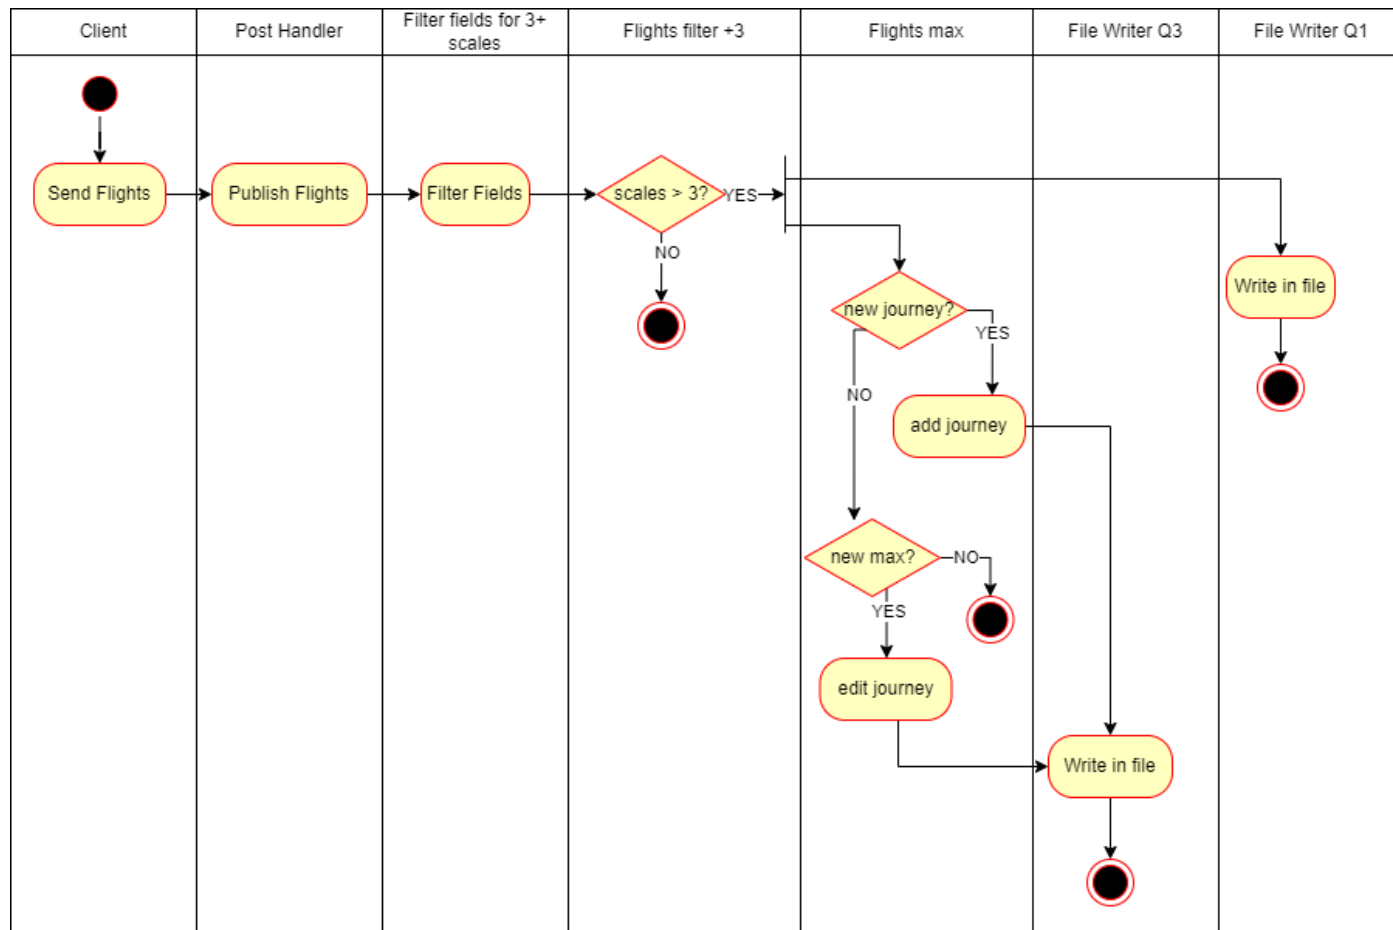 Client
Post Handler
Filter fields for 3+
scales
Flights filter +3
Flights max
File Writer Q3
File Writer Q1
Send Flights
Publish Flights
Filter Fields
scales > 3?
YES
NO
new journey?
YES
NO
Write in file
add journey
new max?
NO
YES
edit journey
Write in file